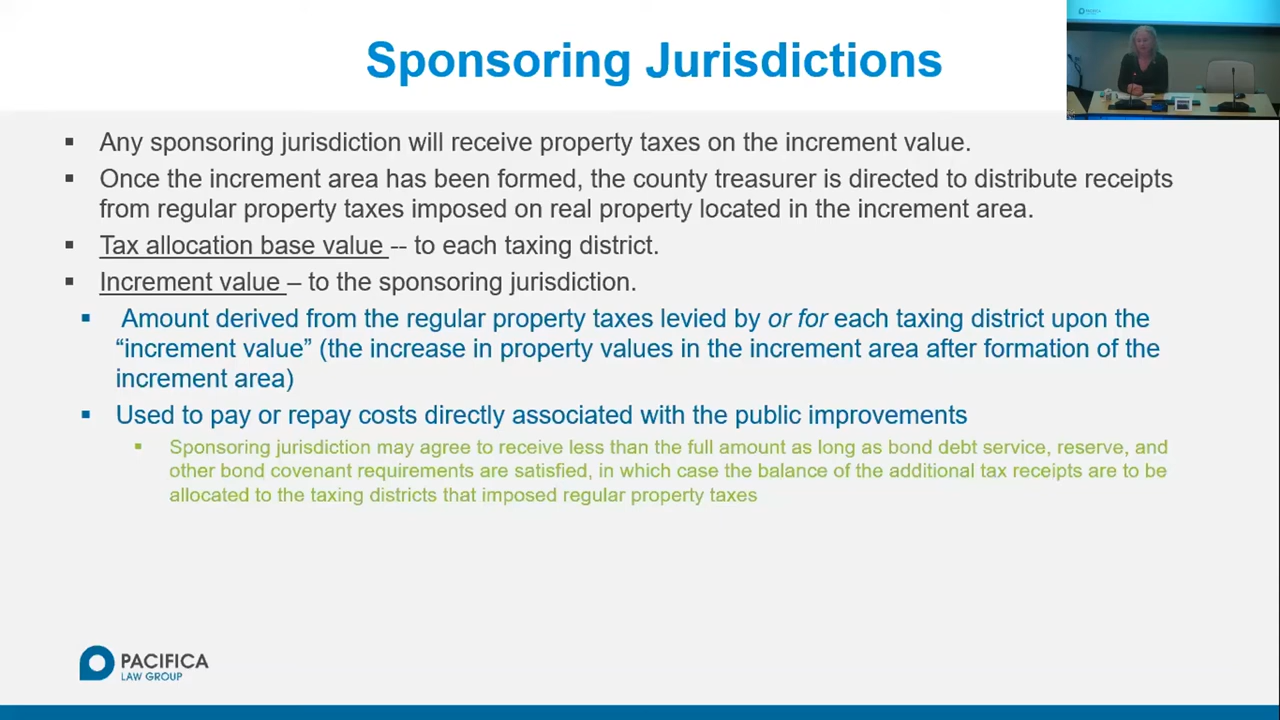 Sponsoring Jurisdictions
▪ Any sponsoring jurisdiction will receive property taxes on the increment value.
▪ Once the increment area has been formed, the county treasurer is directed to distribute receipts
from regular property taxes imposed on real property located in the increment area.
▪ Tax allocation base value -- to each taxing district.
▪ Increment value – to the sponsoring jurisdiction.
▪ Amount derived from the regular property taxes levied by or for each taxing district upon the
“increment value” (the increase in property values in the increment area after formation of the
increment area)
▪ Used to pay or repay costs directly associated with the public improvements
▪ Sponsoring jurisdiction may agree to receive less than the full amount as long as bond debt service, reserve, and
other bond covenant requirements are satisfied, in which case the balance of the additional tax receipts are to be
allocated to the taxing districts that imposed regular property taxes
PACIFICA
LAW GROUP